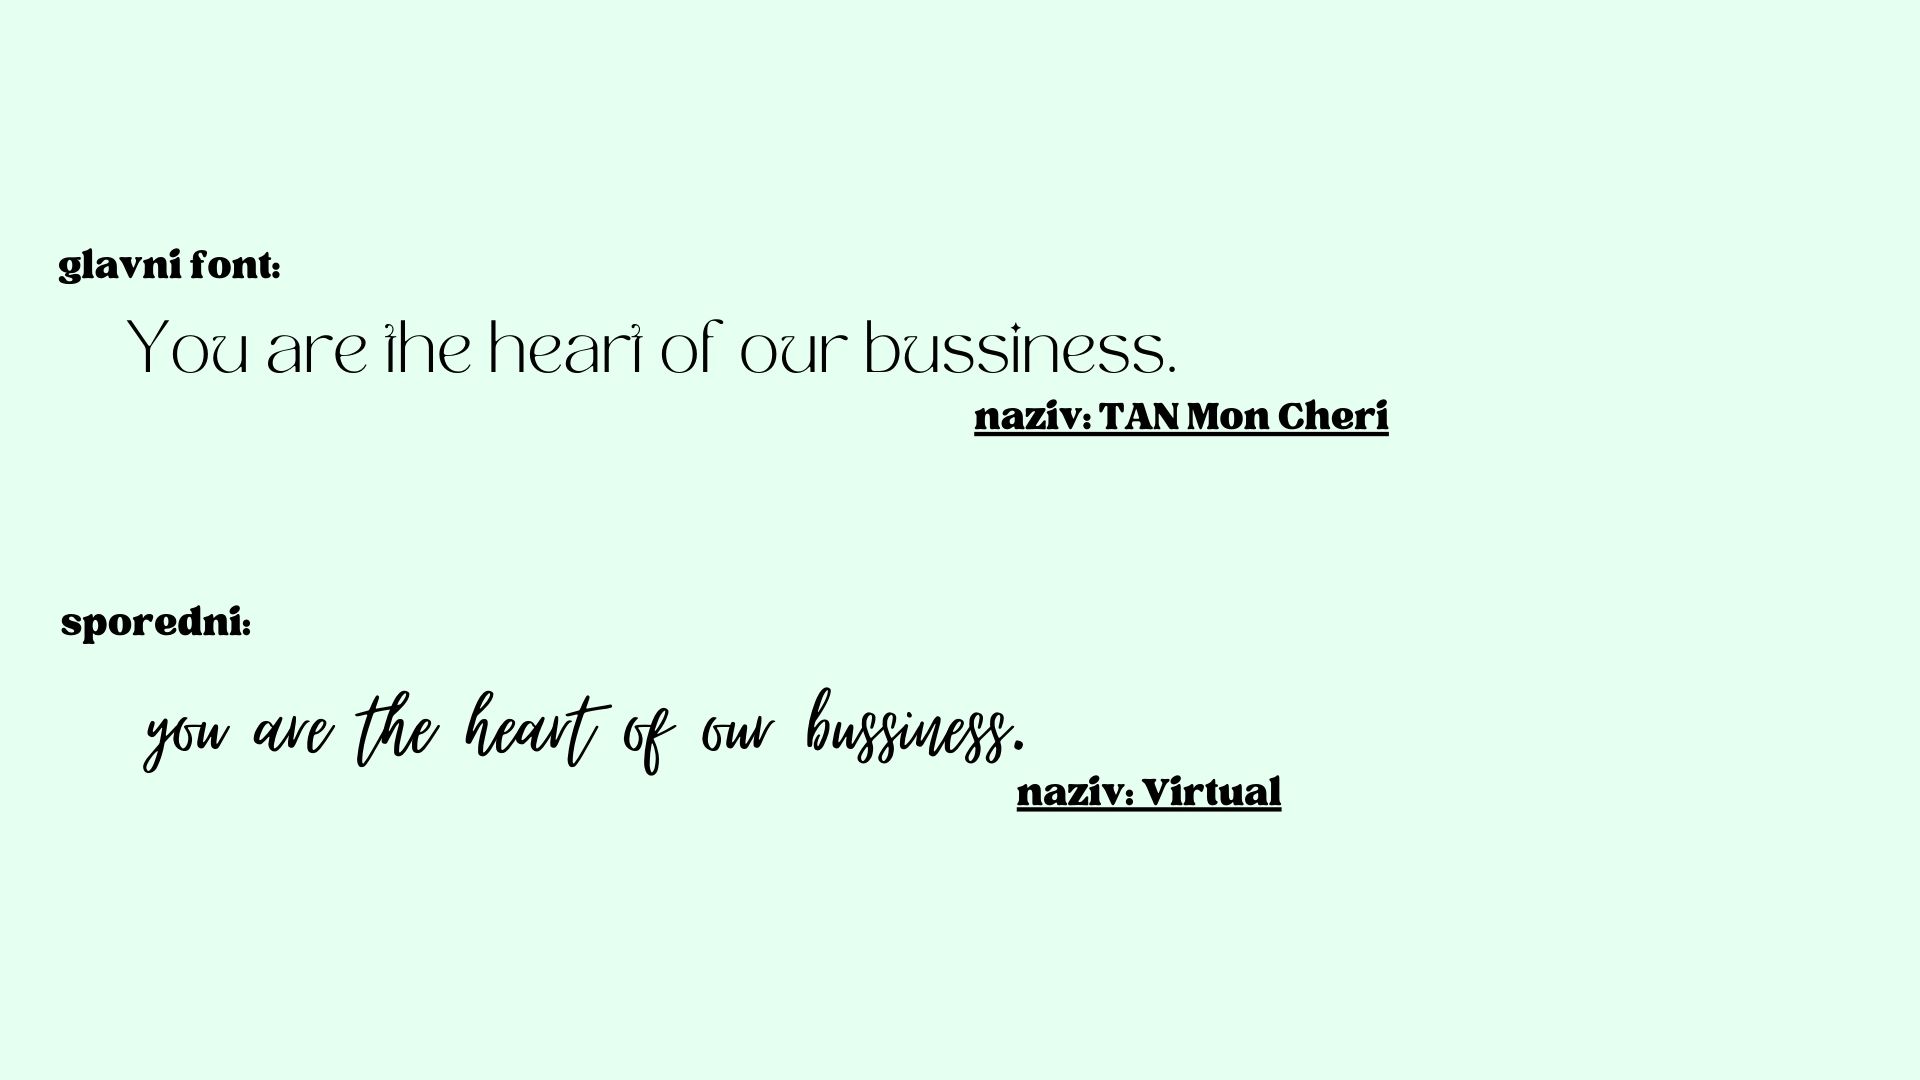 glavni font:
You are the heart of our bussiness.
naziv: TAN Mon Cheri
sporedni:
you are the heart of our bussiness.
naziv: Virtual